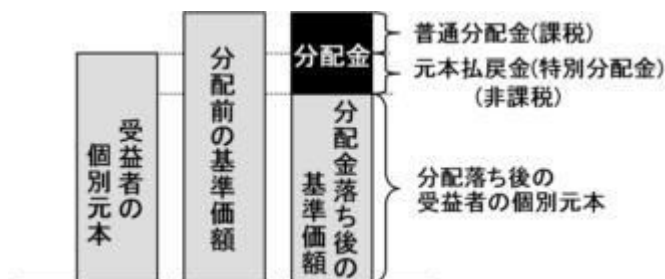 受益者の
個別元本
分配前の基準価額
分配金
分配金落ち後の
基準価額
普通分配金(課税)
元本払戻金(特別分配金)
(非課税)
分配落ち後の
受益者の個別元本